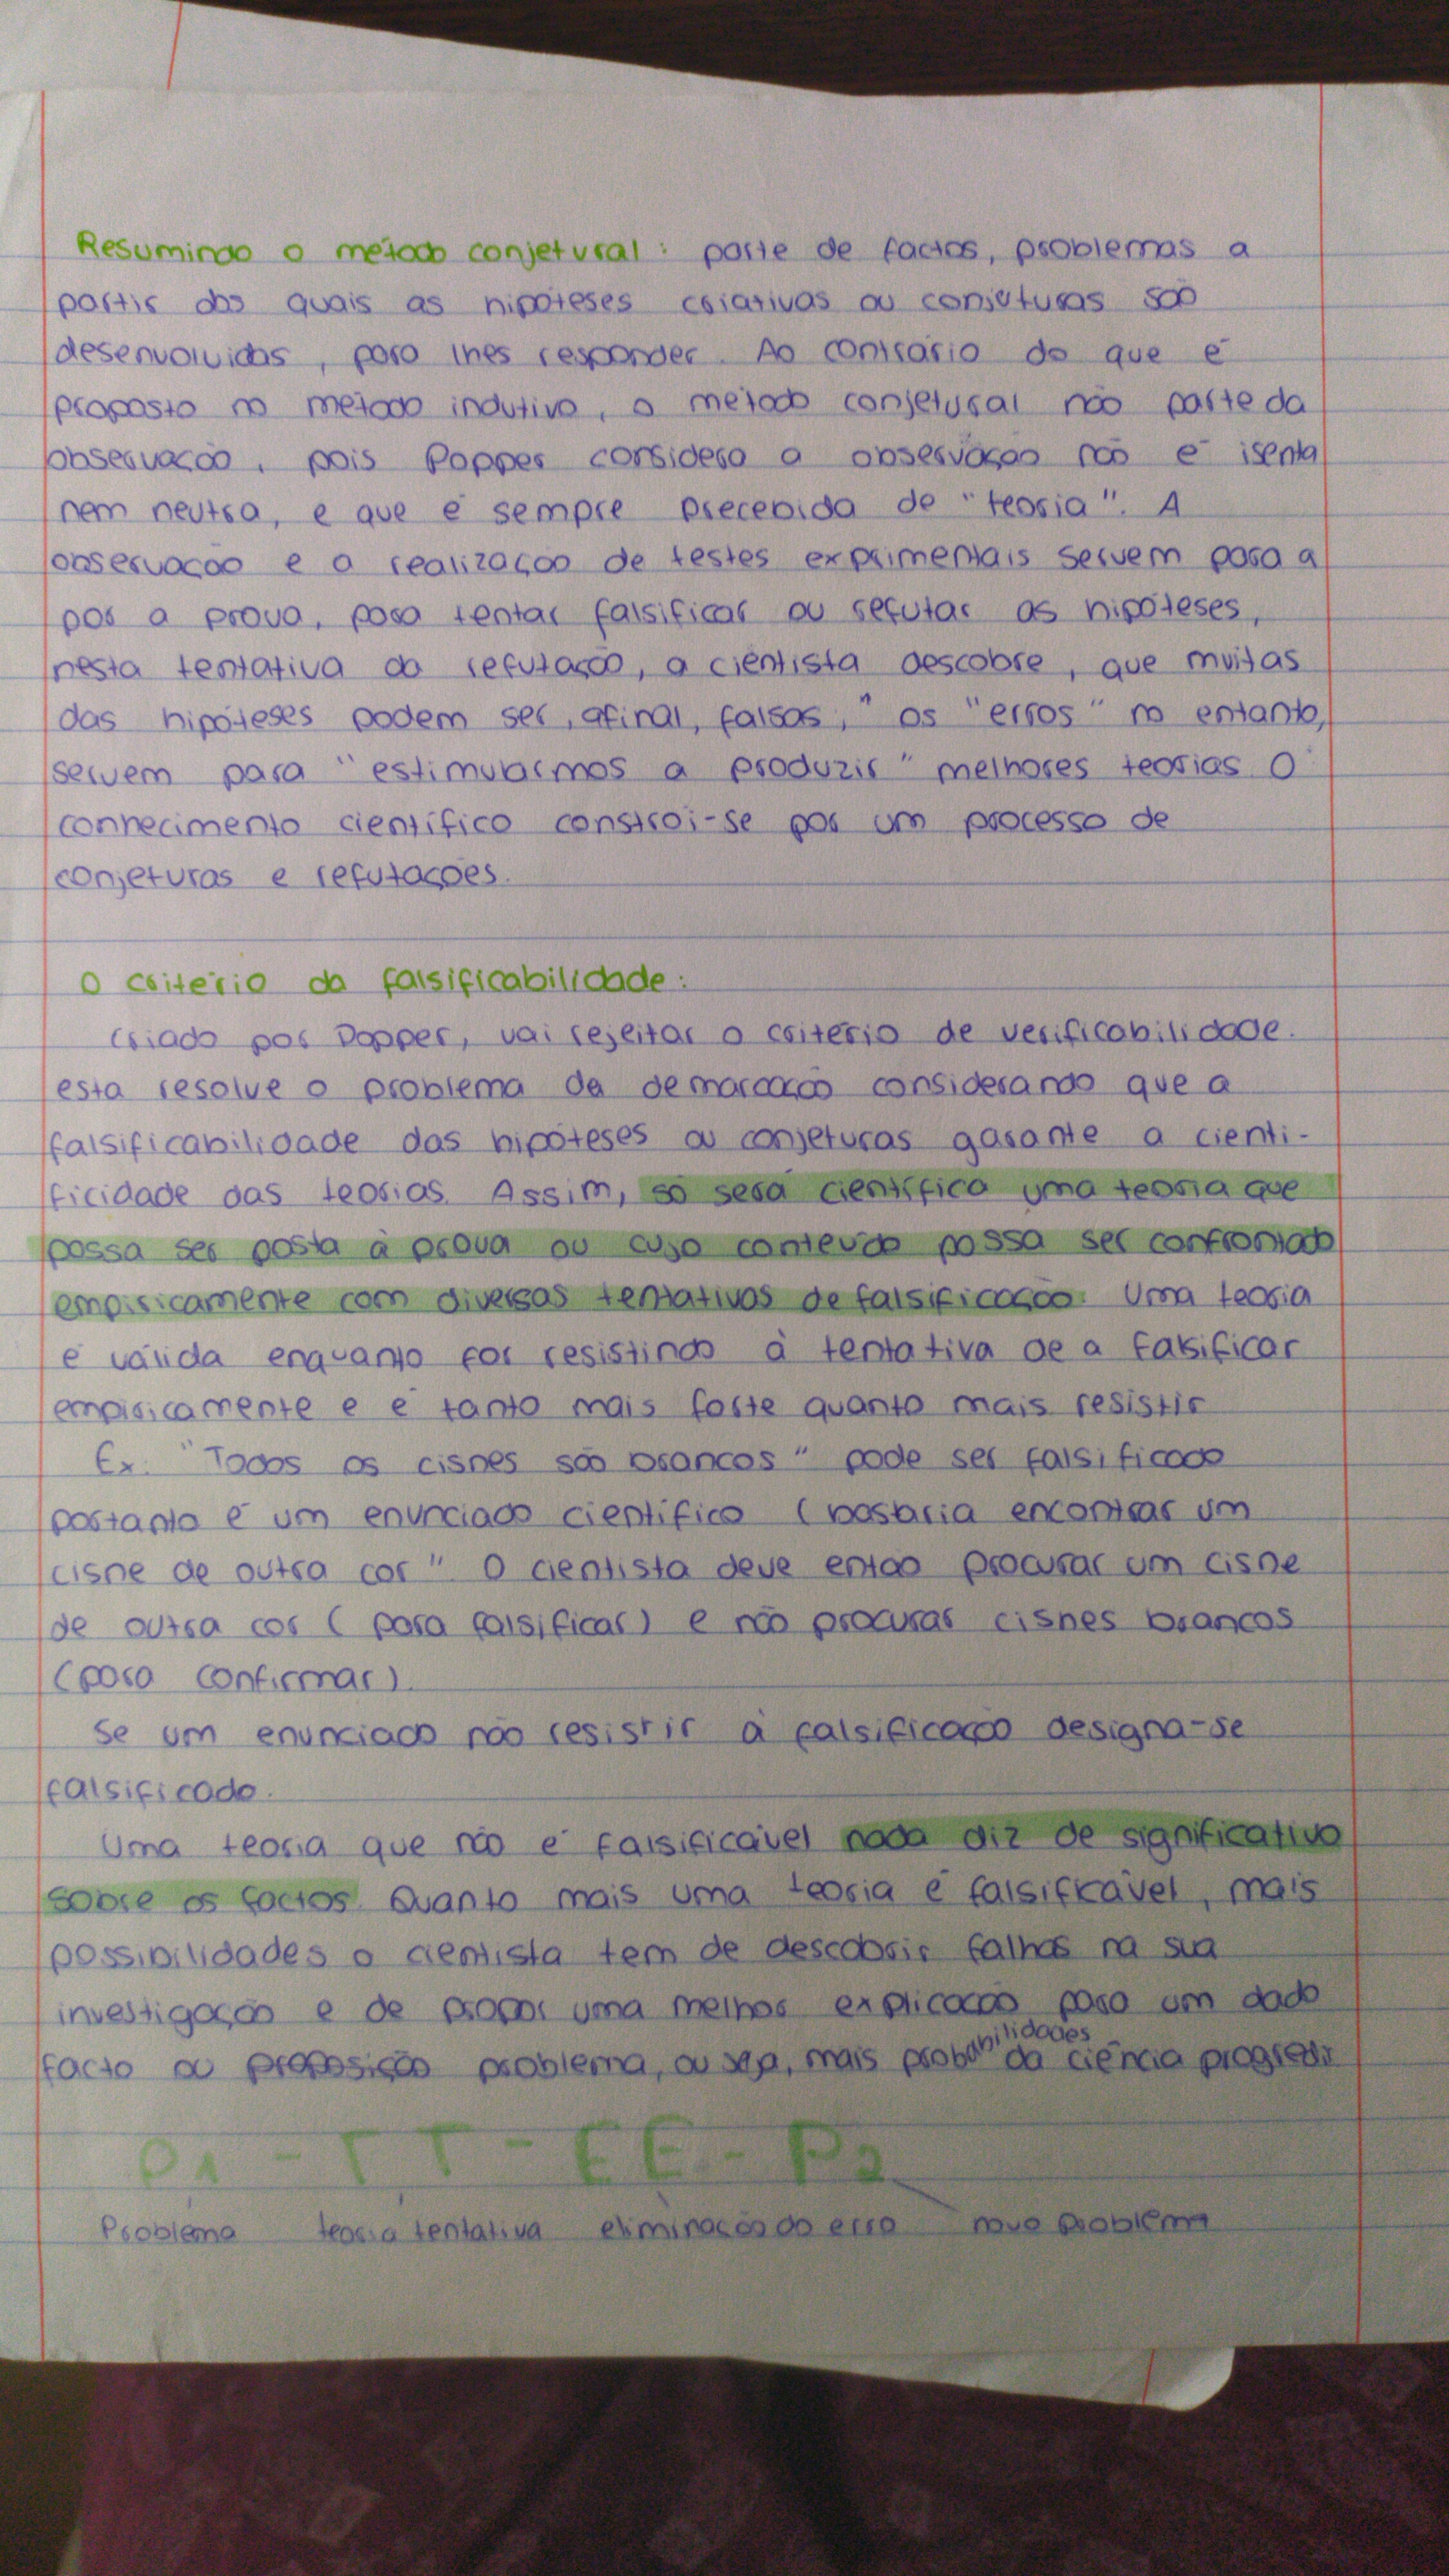 Resumindo o método conjetural: parte de factos, problemas a
partir dos quais as hipóteses criativas ou conjeturas são
desenvolvidas, para lhes responder. Ao contrário do que é
proposto no método indutivo, o método conjetural não parte da
observação, pois Popper considera a observação não é isenta
nem neutra, e que é sempre precedida de "teoria". A
observação e a realização de testes exprimentais servem para a
por a prova, para tentar falsificar ou refutar as hipóteses,
nesta tentativa da refutação, o cientista descobre, que muitas
das hipóteses podem ser, afinal, falsas," os "erros" no entanto,
servem para "estimularmos a produzir" melhores teorias O
conhecimento científico constroi-se por um processo de
conjeturas e refutações.
O critério da falsificabilidade:
Criado por Popper, vai rejeitar o critério de verificabilidade.
esta resolve o problema da demarcação considerando que a
falsificabilidade das hipóteses ou conjeturas garante a cienti-
ficidade das teorias. Assim, só será científica uma teoria que
possa ser posta à prova ou cujo conteúdo possa ser confrontado
empiricamente com diversas tentativas de falsificação. Uma teoria
é válida enquanto for resistindo à tentativa de a falsificar
empiricamente e é tanto mais forte quanto mais resistir
Ex: "Todos os cisnes são brancos" pode ser falsificado
portanto é um enunciado científico (bastaria encontrar um
cisne de outra cor". O cientista deve então procurar um cisne
de outra cor (para falsificar) e não procurar cisnes brancos
(para confirmar).
Se um enunciado não resistir à falsificação designa-se
falsificado.
Uma teoria que não é falsificável nada diz de significativo
sobre os factos. Quanto mais uma teoria é falsificável, mais
possibilidades o cientista tem de descobrir falhas na sua
investigação e de propor uma melhor explicação para um dado
facto ou proposição problema, ou seja, mais probabilidades da ciência progredir
P1 - TT - EE - P2
Problema teoria tentativa eliminação do erro novo problema